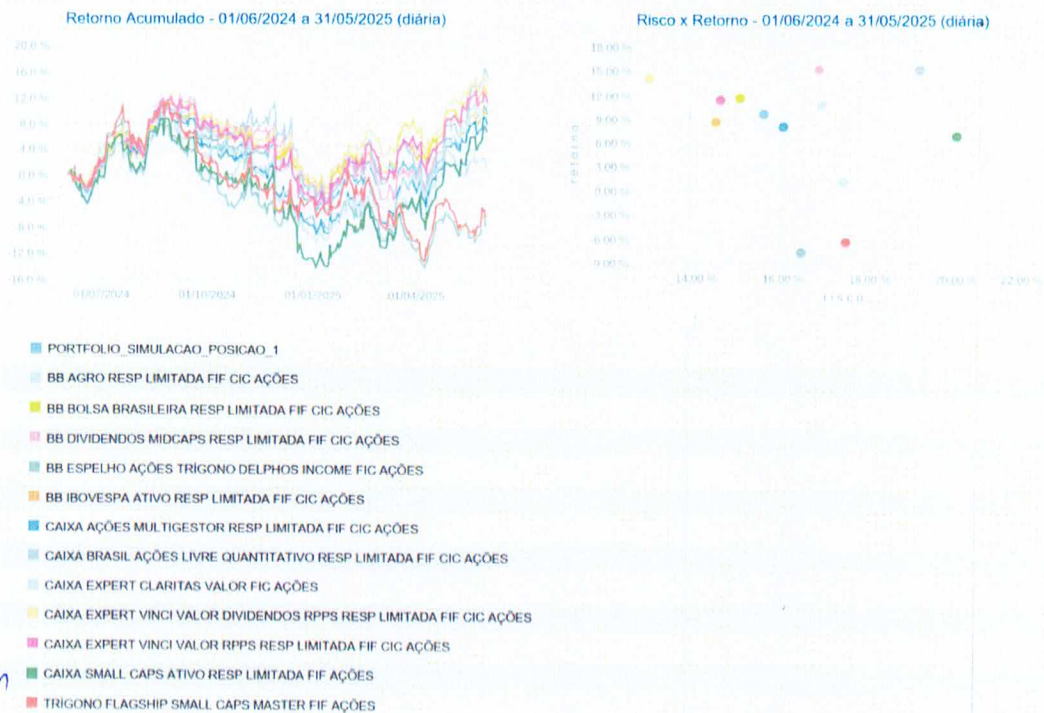 Retorno Acumulado - 01/06/2024 a 31/05/2025 (diária)
Risco x Retorno - 01/06/2024 a 31/05/2025 (diária)
20,0 %
16,0 %
12,0 %
8,0 %
4,0 %
0,0 %
-4,0 %
-8,0 %
-12,0 %
-16,0 %
01/07/2024 01/10/2024 01/01/2025 01/04/2025
retorno
18,00 %
15,00 %
12,00 %
9,00 %
6,00 %
3,00 %
0,00 %
-3,00 %
-6,00 %
-9,00 %
14,00 % 16,00 % 18,00 % 20,00 % 22,00 %
risco
PORTFOLIO_SIMULACAO_POSICAO_1
BB AGRO RESP LIMITADA FIF CIC AÇÕES
BB BOLSA BRASILEIRA RESP LIMITADA FIF CIC AÇÕES
BB DIVIDENDOS MIDCAPS RESP LIMITADA FIF CIC AÇÕES
BB ESPELHO AÇÕES TRÍGONO DELPHOS INCOME FIC AÇÕES
BB IBOVESPA ATIVO RESP LIMITADA FIF CIC AÇÕES
CAIXA AÇÕES MULTIGESTOR RESP LIMITADA FIF CIC AÇÕES
CAIXA BRASIL AÇÕES LIVRE QUANTITATIVO RESP LIMITADA FIF CIC AÇÕES
CAIXA EXPERT CLARITAS VALOR FIC AÇÕES
CAIXA EXPERT VINCI VALOR DIVIDENDOS RPPS RESP LIMITADA FIF CIC AÇÕES
CAIXA EXPERT VINCI VALOR RPPS RESP LIMITADA FIF CIC AÇÕES
CAIXA SMALL CAPS ATIVO RESP LIMITADA FIF AÇÕES
TRÍGONO FLAGSHIP SMALL CAPS MASTER FIF AÇÕES